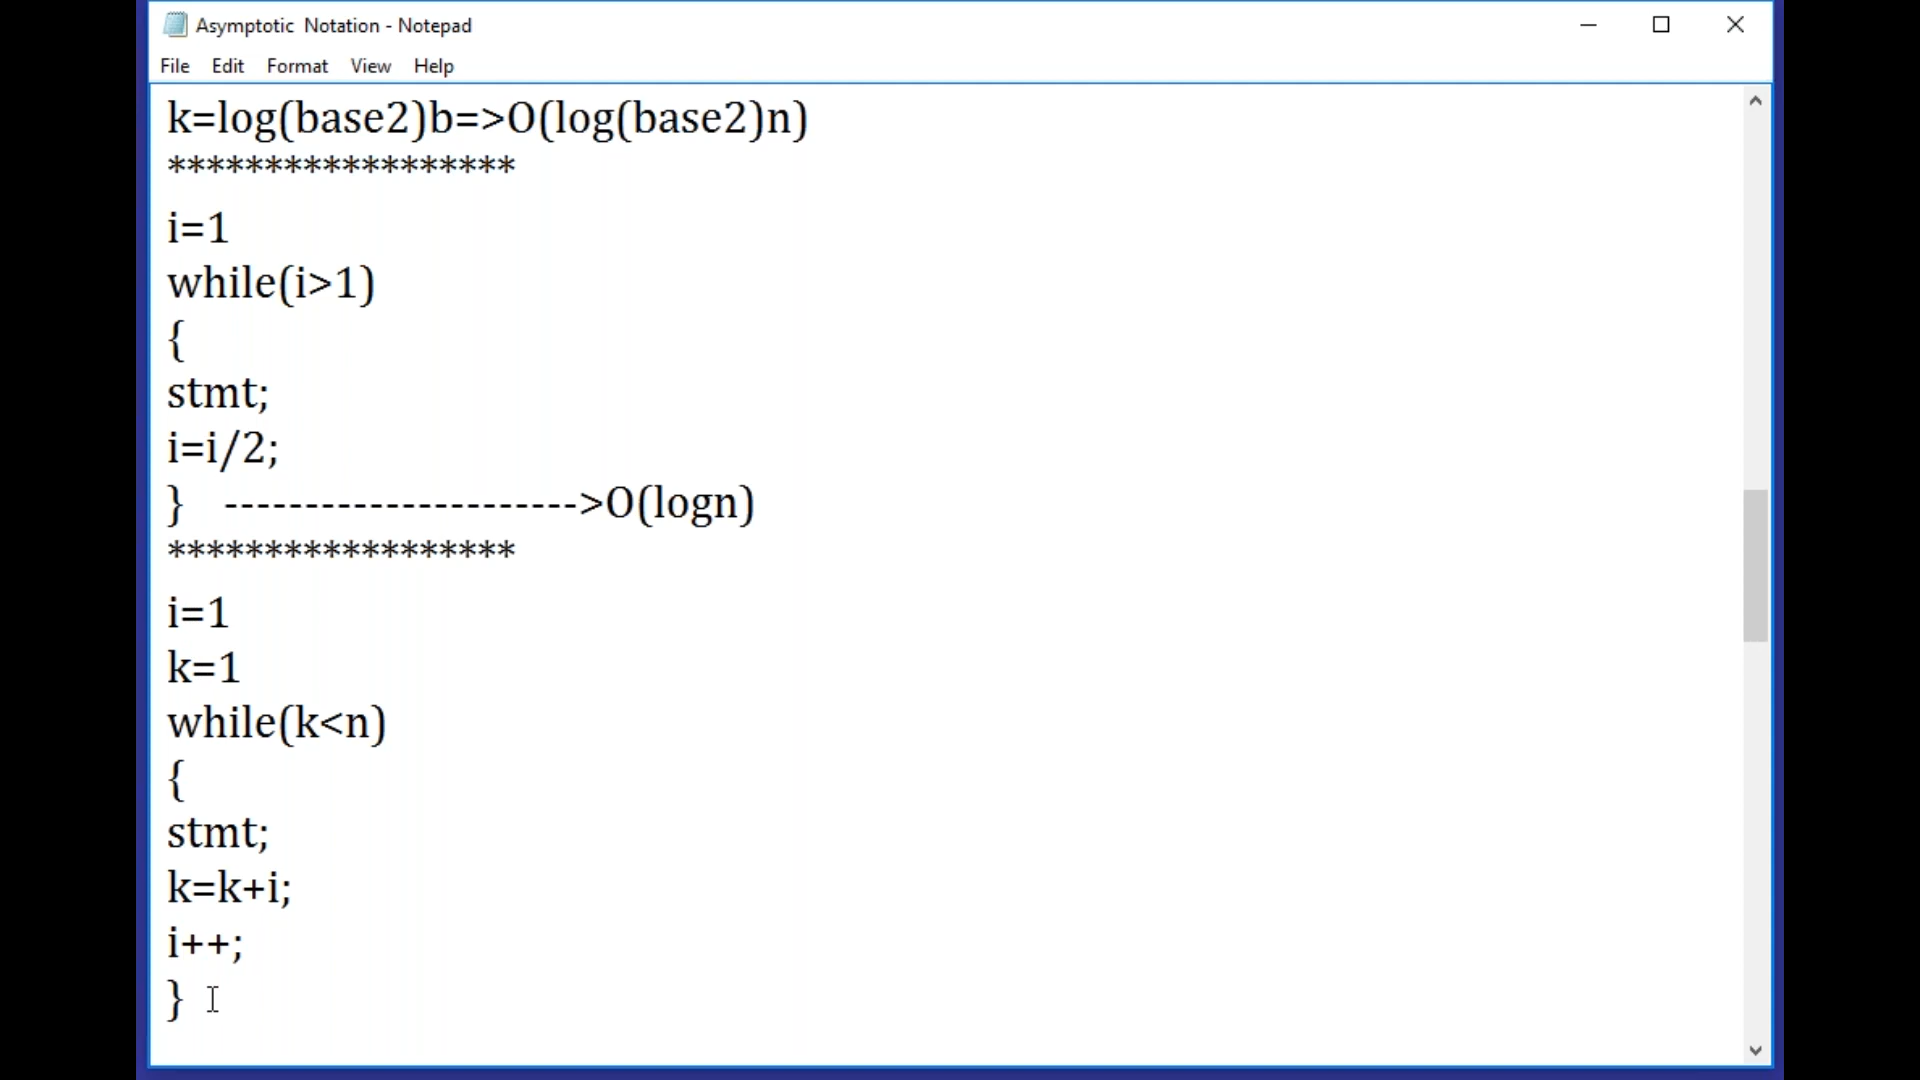 Asymptotic  Notation - Notepad
File Edit Format View Help
k=log(base2)b=>O(log(base2)n)
******************
i=1
while(i>1)
{
stmt;
i=i/2;
}   ---------------------->O(logn)
******************
i=1
k=1
while(k<n)
{
stmt;
k=k+i;
i++;
}